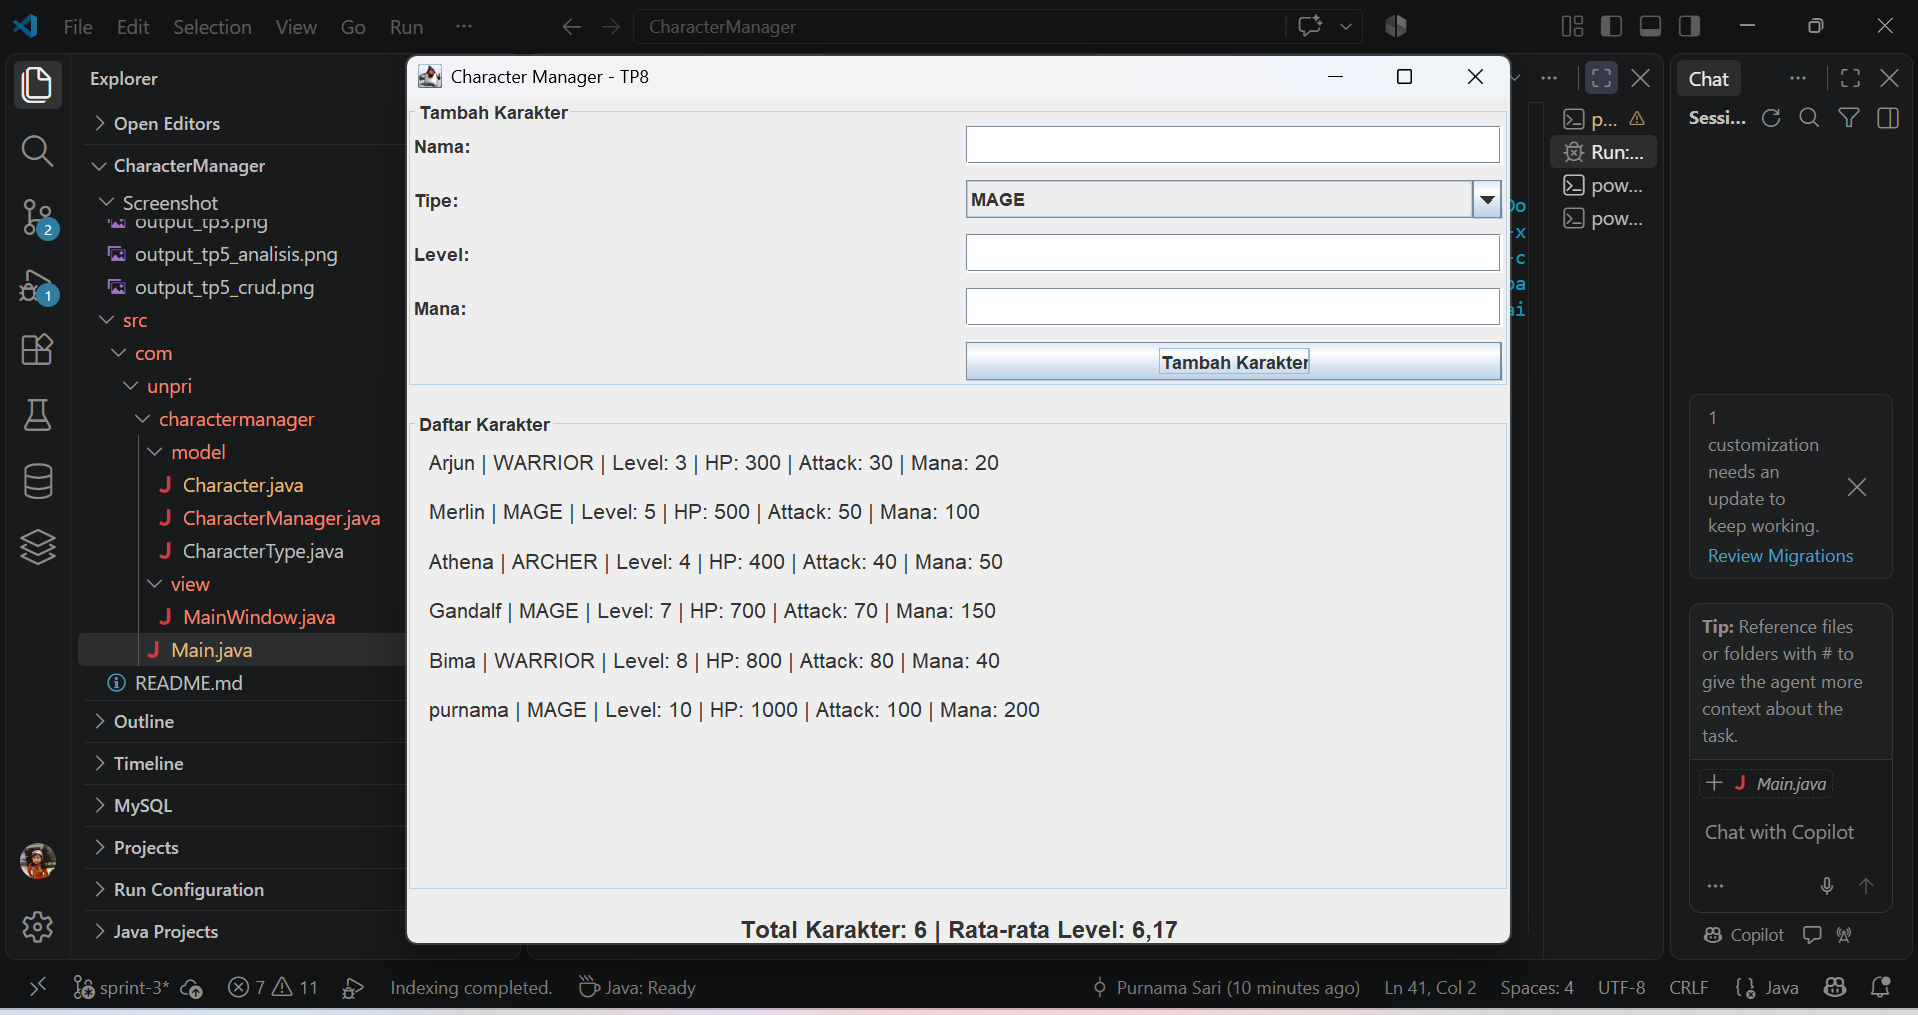 File Edit Selection View Go Run ···
CharacterManager
Explorer
Open Editors
CharacterManager
Screenshot
output_tp3.png
output_tp5_analisis.png
output_tp5_crud.png
src
com
unpri
charactermanager
model
Character.java
CharacterManager.java
CharacterType.java
view
MainWindow.java
Main.java
README.md
Outline
Timeline
MySQL
Projects
Run Configuration
Java Projects
2
1
Character Manager - TP8
Tambah Karakter
Nama:
Tipe:
MAGE
Level:
Mana:
Tambah Karakter
Daftar Karakter
Arjun | WARRIOR | Level: 3 | HP: 300 | Attack: 30 | Mana: 20
Merlin | MAGE | Level: 5 | HP: 500 | Attack: 50 | Mana: 100
Athena | ARCHER | Level: 4 | HP: 400 | Attack: 40 | Mana: 50
Gandalf | MAGE | Level: 7 | HP: 700 | Attack: 70 | Mana: 150
Bima | WARRIOR | Level: 8 | HP: 800 | Attack: 80 | Mana: 40
purnama | MAGE | Level: 10 | HP: 1000 | Attack: 100 | Mana: 200
Total Karakter: 6 | Rata-rata Level: 6,17
p...
Run:...
pow...
pow...
Chat
Sessi...
1
customization
needs an
update to
keep working.
Review Migrations
Tip: Reference files
or folders with # to
give the agent more
context about the
task.
Main.java
Chat with Copilot
Copilot
sprint-3* 7 11 Indexing completed. Java: Ready Purnama Sari (10 minutes ago) Ln 41, Col 2 Spaces: 4 UTF-8 CRLF Java